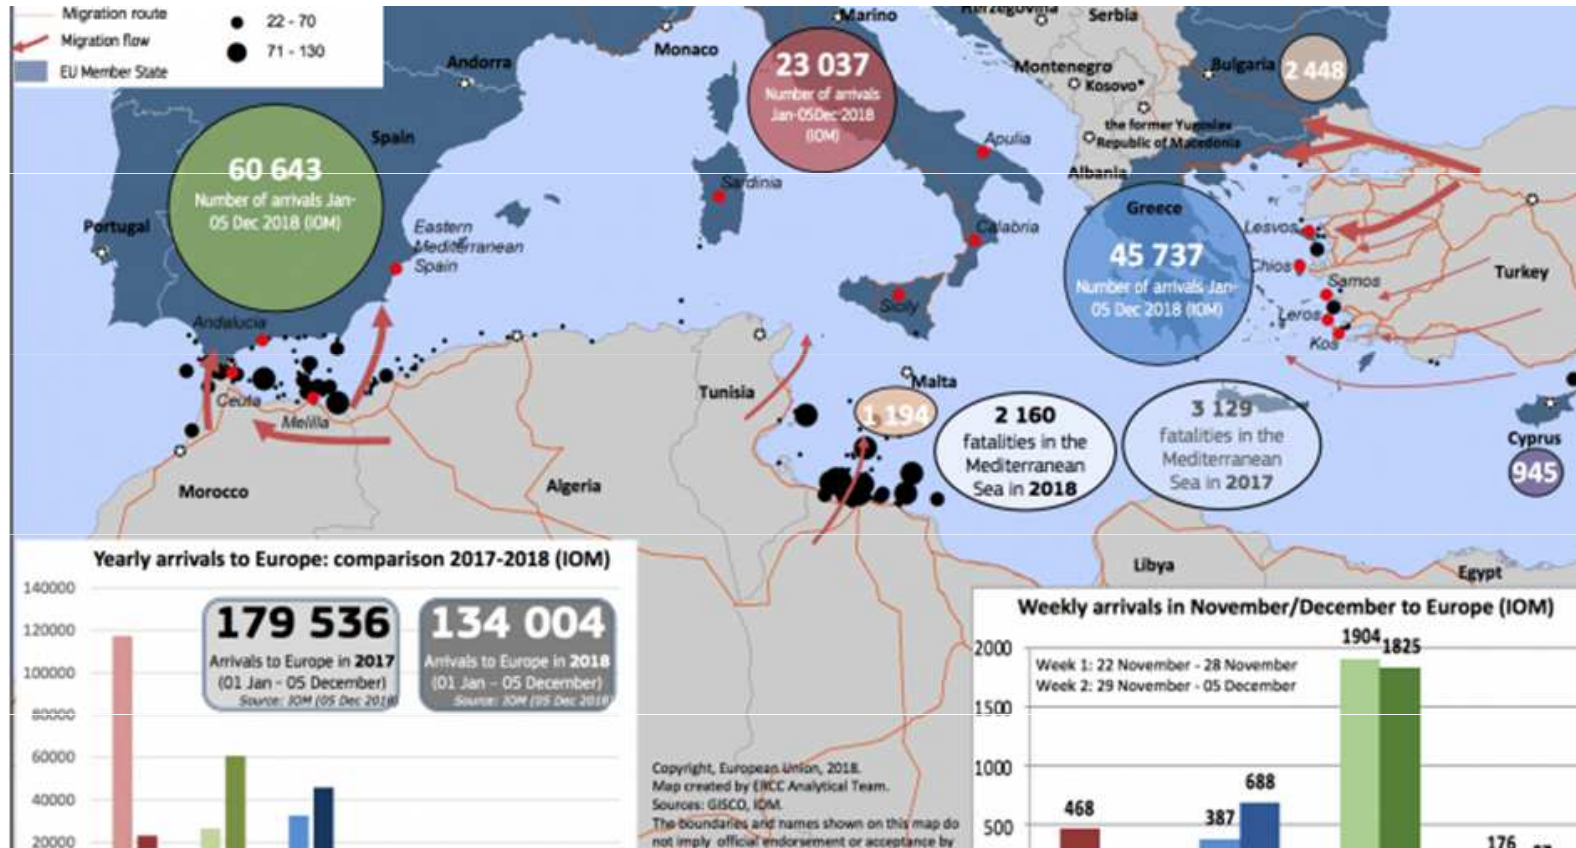 Migration route
Migration flow
EU Member State
22 - 70
71 - 130
Andorra
Monaco
Marino
Herzegovina
Serbia
Montenegro
Kosovo*
Bulgaria
2 448
the former Yugoslav
Republic of Macedonia
Albania
23 037
Number of arrivals
Jan-05Dec 2018
(IOM)
Spain
60 643
Number of arrivals Jan-
05 Dec 2018 (IOM)
Portugal
Eastern
Mediterranean
Spain
Andalucia
Ceuta
Melilla
Sardinia
Apulia
Calabria
Sicily
Greece
45 737
Number of arrivals Jan-
05 Dec 2018 (IOM)
Lesvos
Chios
Samos
Leros
Kos
Turkey
Tunisia
Malta
1 194
2 160
fatalities in the
Mediterranean
Sea in 2018
3 129
fatalities in the
Mediterranean
Sea in 2017
Cyprus
945
Morocco
Algeria
Libya
Egypt
Yearly arrivals to Europe: comparison 2017-2018 (IOM)
140000
120000
100000
80000
60000
40000
20000
179 536
Arrivals to Europe in 2017
(01 Jan - 05 December)
Source: IOM (05 Dec 2018)
134 004
Arrivals to Europe in 2018
(01 Jan - 05 December)
Source: IOM (05 Dec 2018)
Copyright, European Union, 2018.
Map created by ERCC Analytical Team.
Sources: GISCO, IOM.
The boundaries and names shown on this map do
not imply official endorsement or acceptance by
Weekly arrivals in November/December to Europe (IOM)
2000
1500
1000
500
Week 1: 22 November - 28 November
Week 2: 29 November - 05 December
468
387
688
1904
1825
176